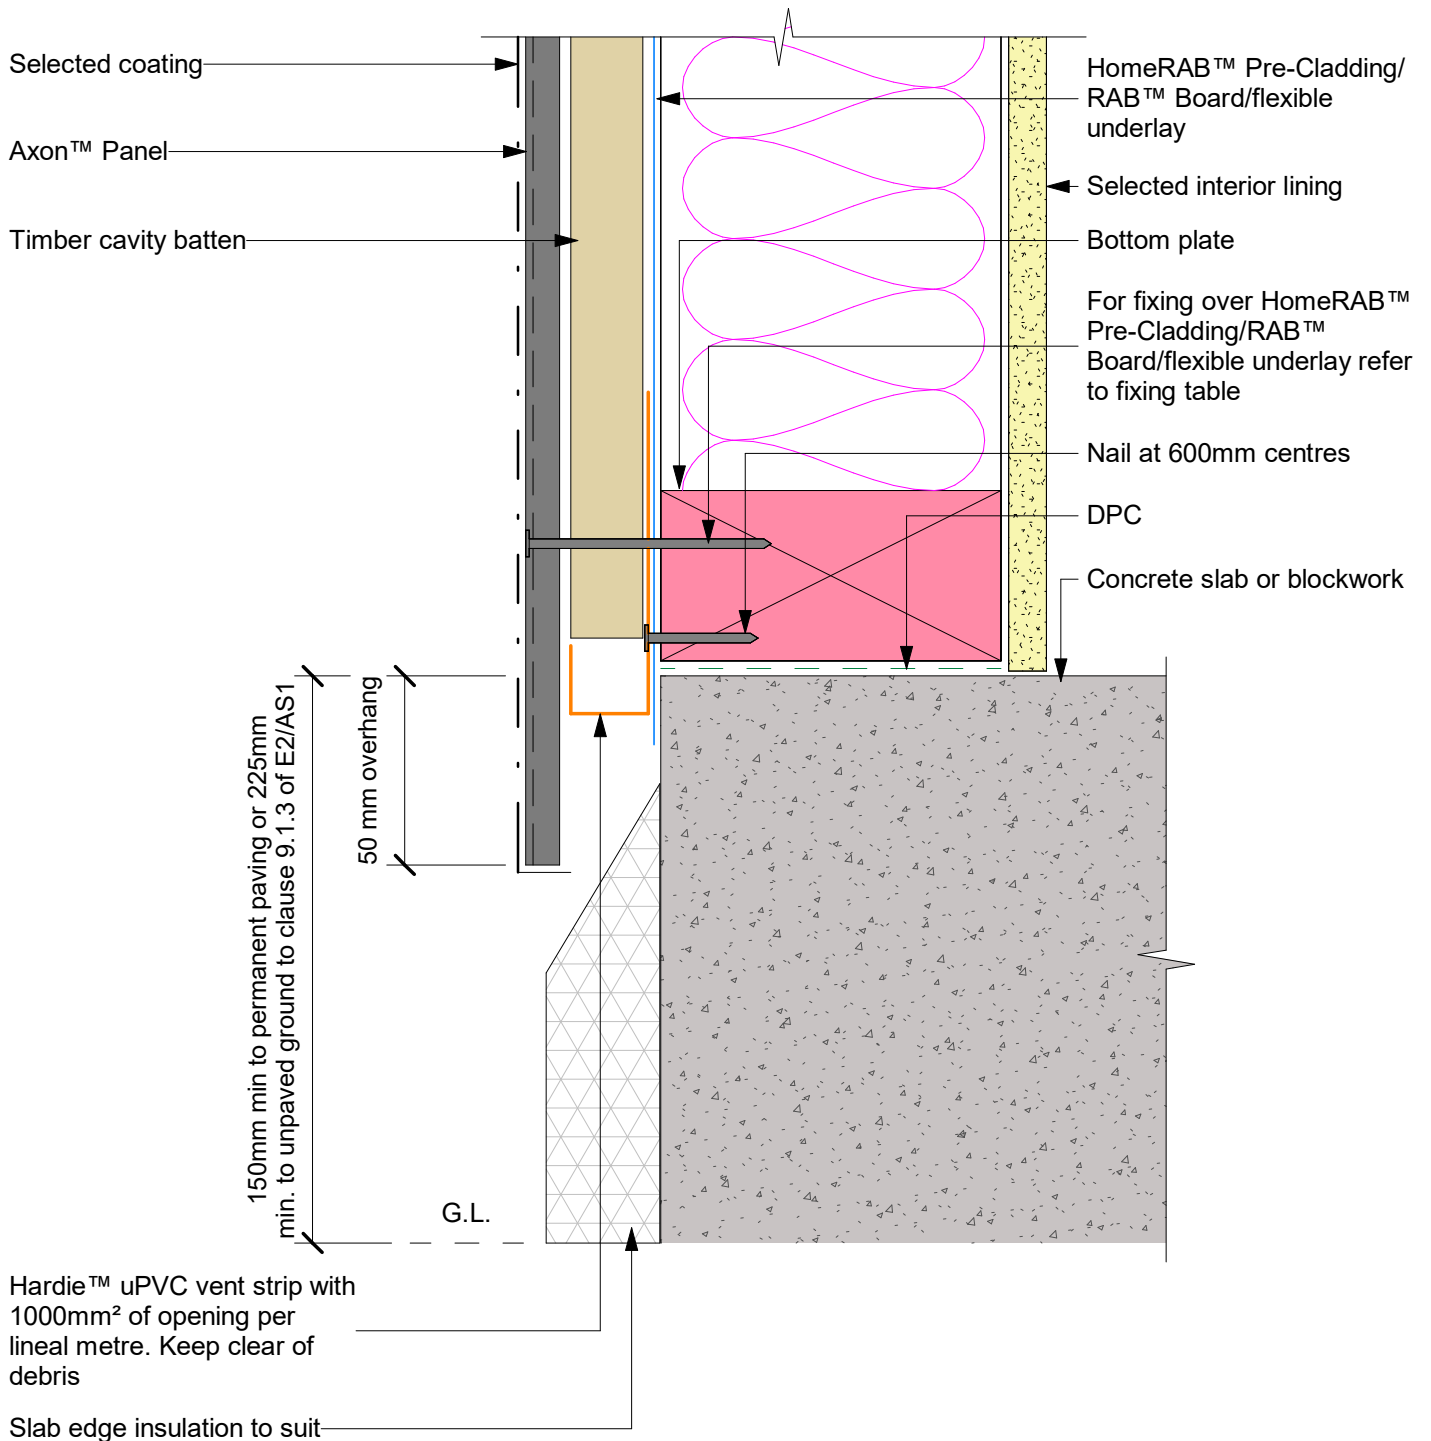 Selected coating
Axon™ Panel
Timber cavity batten
HomeRAB™ Pre-Cladding/
RAB™ Board/flexible
underlay
Selected interior lining
Bottom plate
For fixing over HomeRAB™
Pre-Cladding/RAB™
Board/flexible underlay refer
to fixing table
Nail at 600mm centres
DPC
Concrete slab or blockwork
50 mm overhang
150mm min to permanent paving or 225mm
min. to unpaved ground to clause 9.1.3 of E2/AS1
G.L.
Hardie™ uPVC vent strip with
1000mm² of opening per
lineal metre. Keep clear of
debris
Slab edge insulation to suit